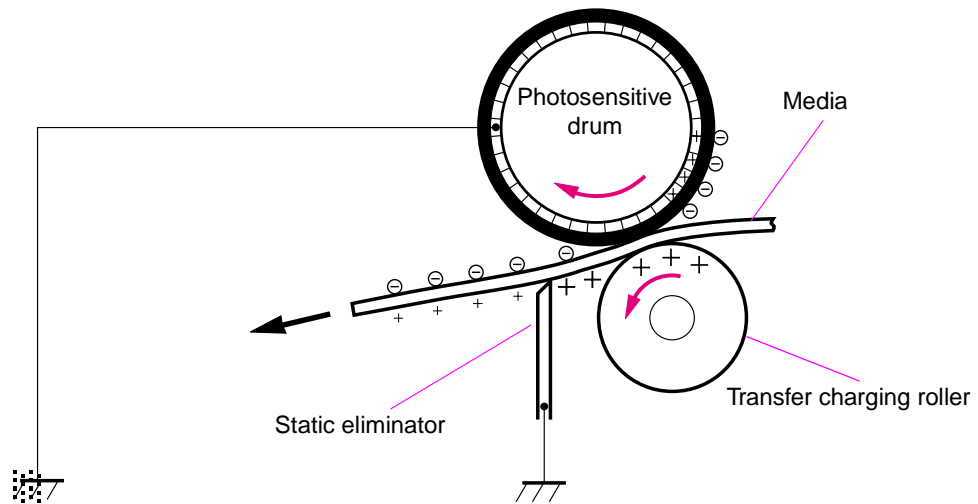 Photosensitive
drum
Media
Transfer charging roller
Static eliminator